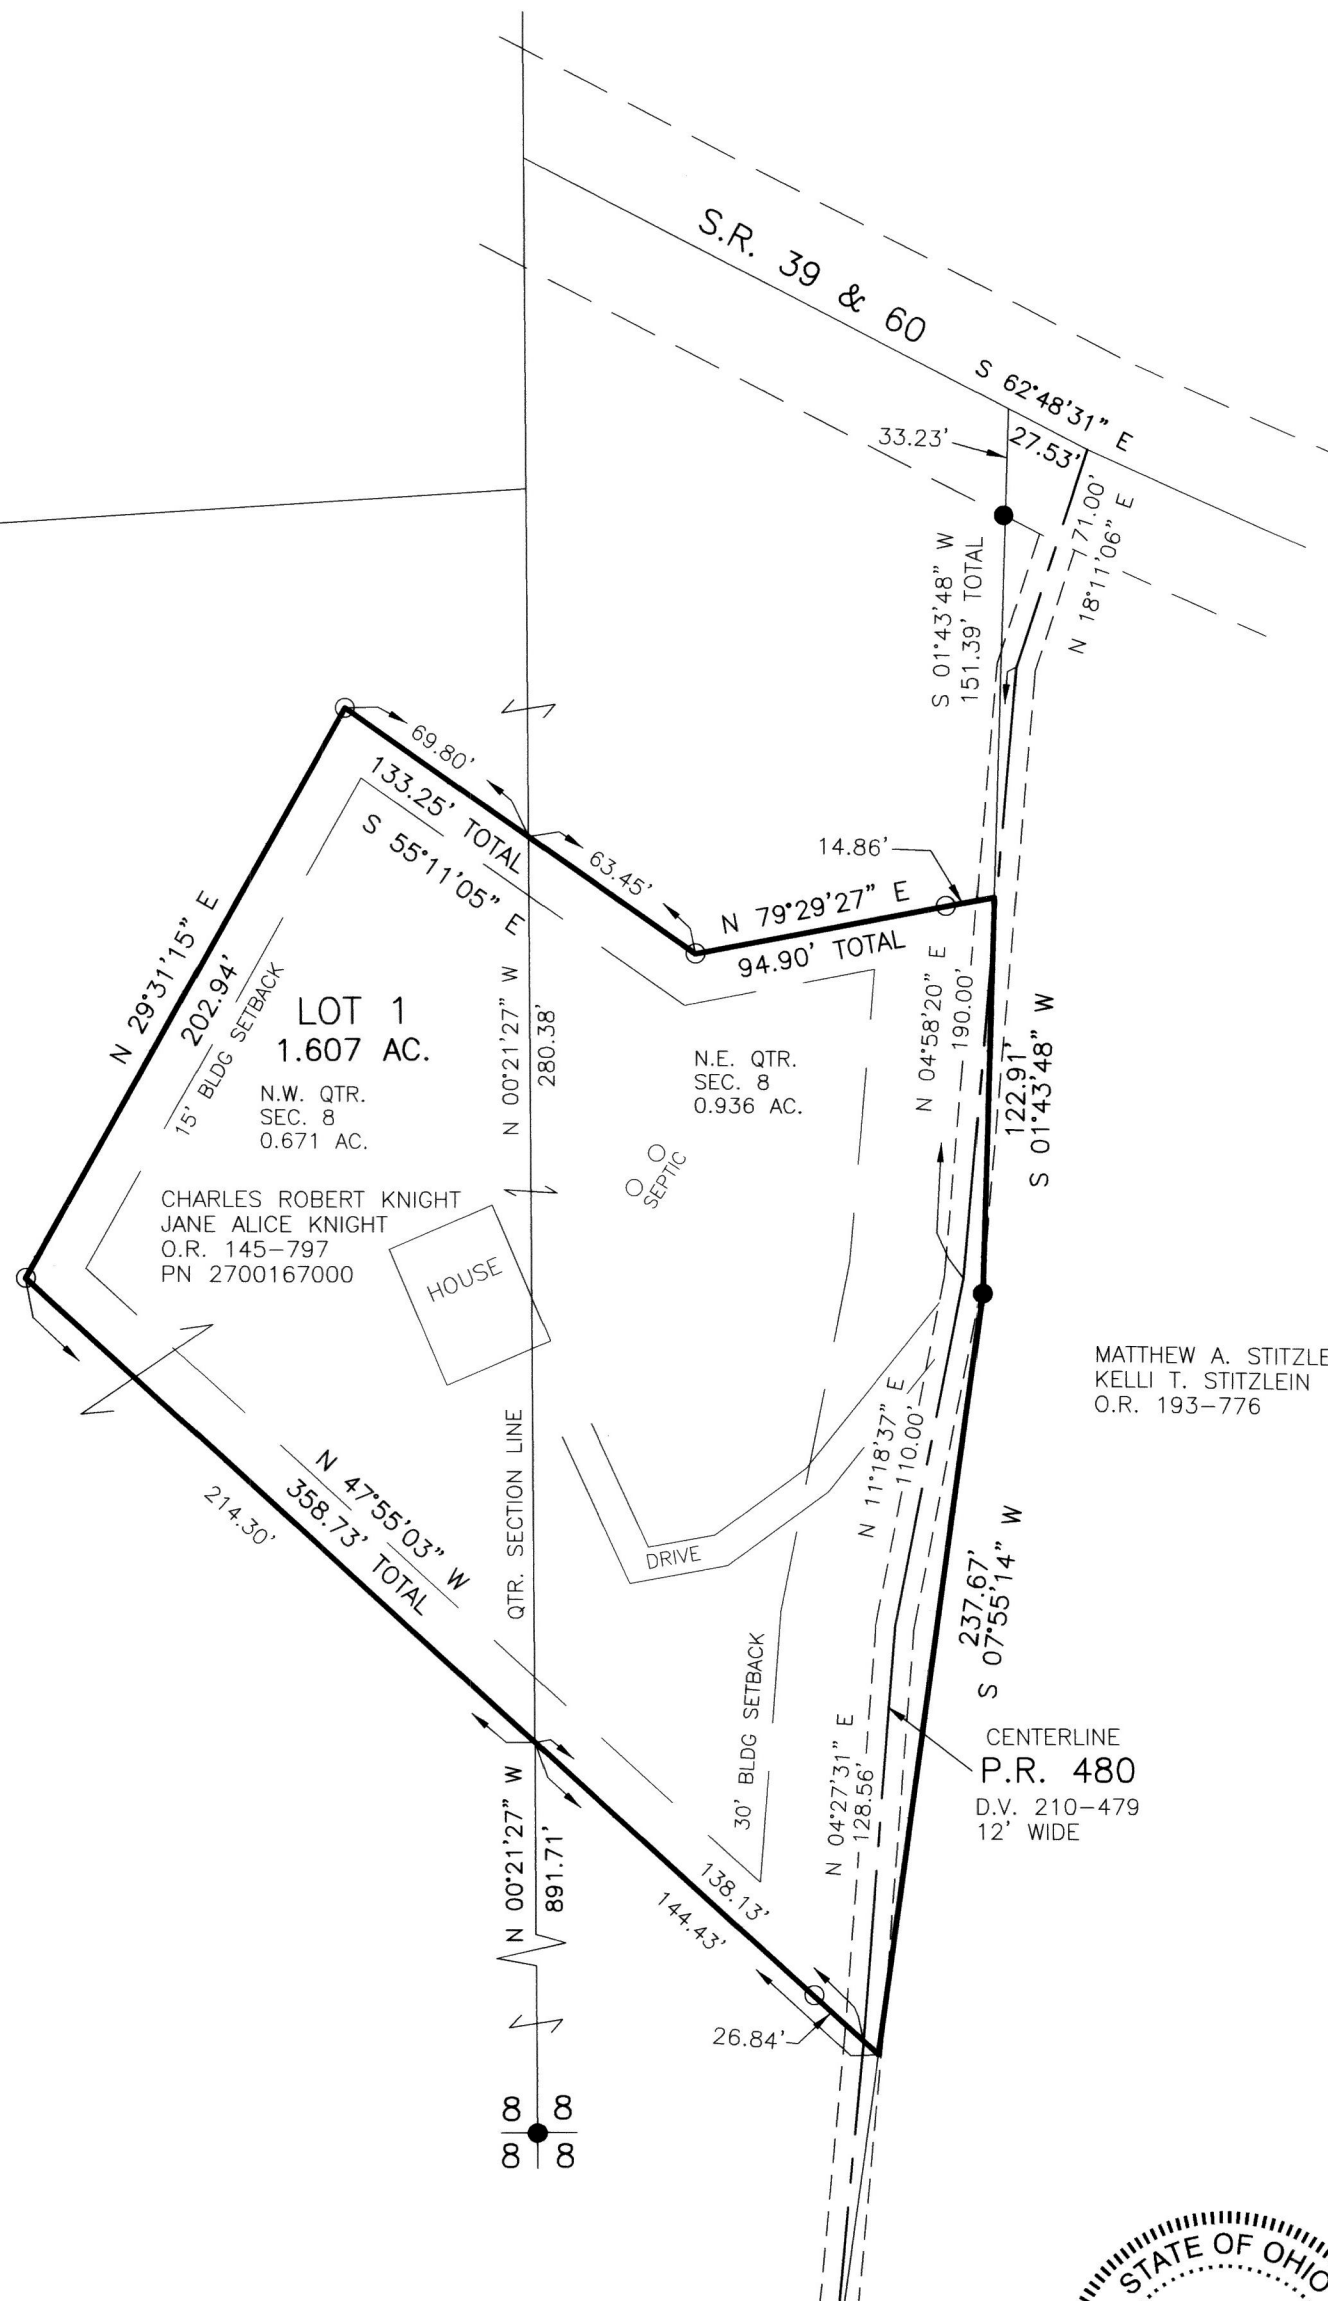 S.R. 39 & 60
S 62°48'31" E
27.53'
33.23'
71.00'
N 18°11'06" E
S 01°43'48" W
151.39' TOTAL
69.80'
133.25' TOTAL
S 55°11'05" E
63.45'
14.86'
N 79°29'27" E
94.90' TOTAL
N 29°31'15" E
202.94'
15' BLDG SETBACK
LOT 1
1.607 AC.
N.W. QTR.
SEC. 8
0.671 AC.
N 00°21'27" W
280.38'
N.E. QTR.
SEC. 8
0.936 AC.
N 04°58'20" E
190.00'
122.91'
S 01°43'48" W
SEPTIC
CHARLES ROBERT KNIGHT
JANE ALICE KNIGHT
O.R. 145-797
PN 2700167000
HOUSE
MATTHEW A. STITZLE
KELLI T. STITZLEIN
O.R. 193-776
N 11°18'37" E
110.00'
QTR. SECTION LINE
N 47°55'03" W
358.73' TOTAL
214.30'
DRIVE
237.67'
S 07°55'14" W
30' BLDG SETBACK
N 04°27'31" E
128.56'
CENTERLINE
P.R. 480
D.V. 210-479
12' WIDE
N 00°21'27" W
891.71'
138.13'
144.43'
26.84'
8 8
8 8
STATE OF OHIO